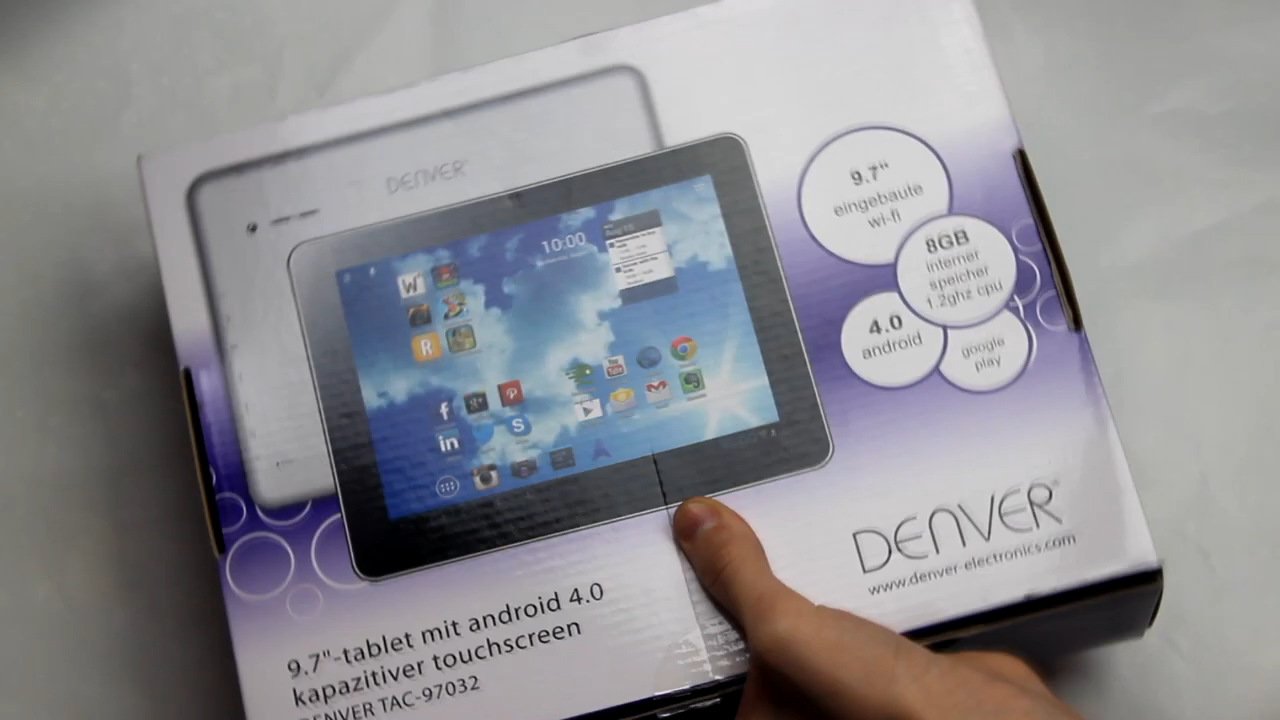 DENVER
10:00
9.7"
eingebaute
wi-fi
8GB
interner
speicher
1.2ghz cpu
4.0
android
google
play
DENVER®
www.denver-electronics.com
9.7"-tablet mit android 4.0
kapazitiver touchscreen
DENVER TAC-97032